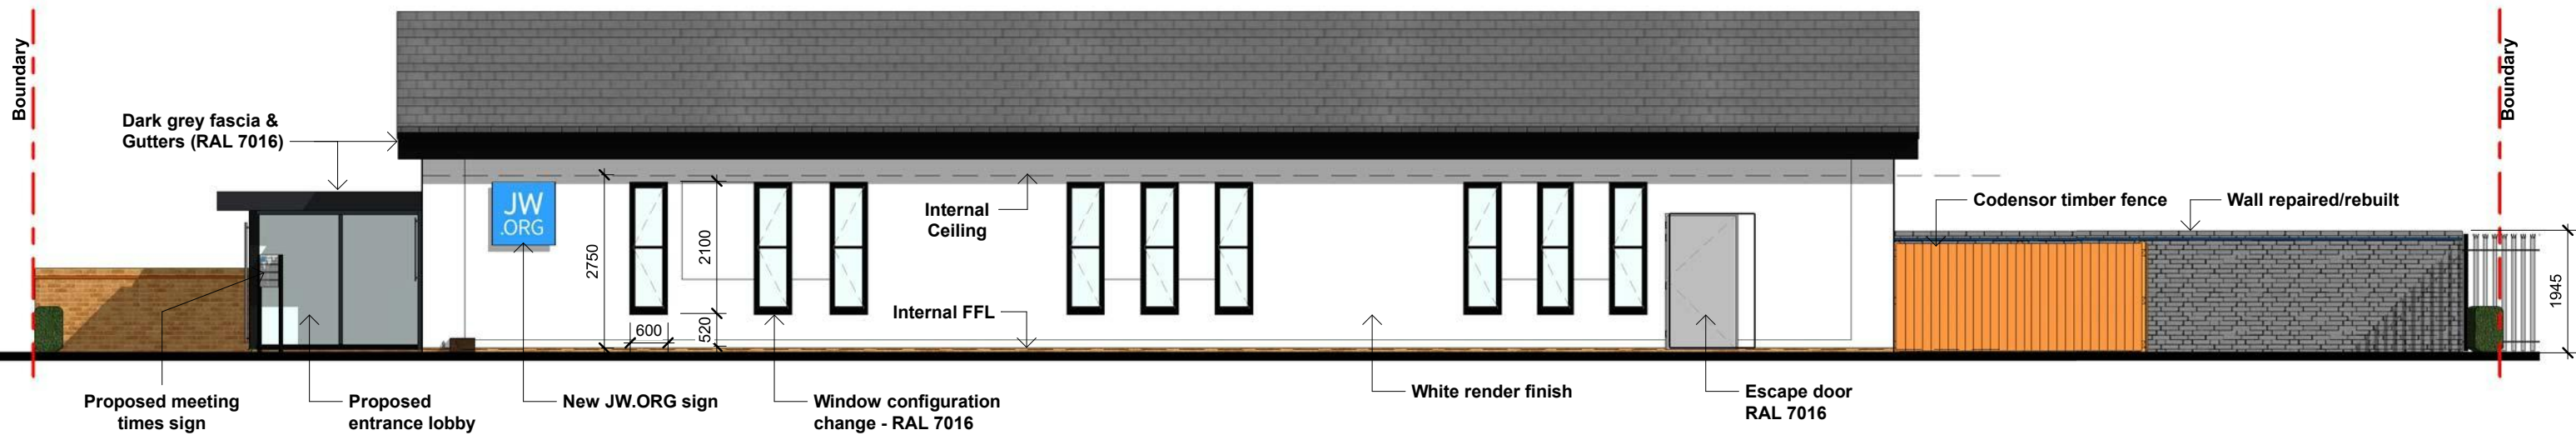 Boundary
Boundary
Dark grey fascia &
Gutters (RAL 7016)
JW
.ORG
2750
2100
520
600
Internal
Ceiling
Internal FFL
Codensor timber fence
Wall repaired/rebuilt
1945
Proposed meeting
times sign
Proposed
entrance lobby
New JW.ORG sign
Window configuration
change - RAL 7016
White render finish
Escape door
RAL 7016